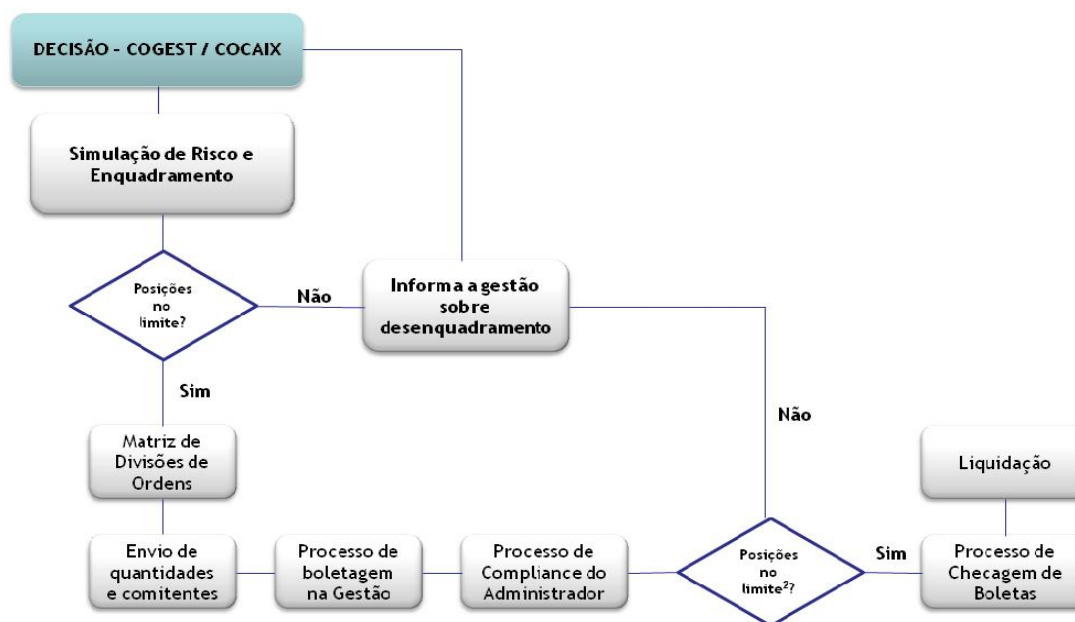 DECISÃO - COGEST / COCAIX
Simulação de Risco e
Enquadramento
Posições
no
limite?
Não
Informa a gestão
sobre
desenquadramento
Sim
Não
Matriz de
Divisões de
Ordens
Liquidação
Envio de
quantidades
e comitentes
Processo de
boletagem
na Gestão
Processo de
Compliance do
Administrador
Posições
no
limite²?
Sim
Processo de
Checagem de
Boletas